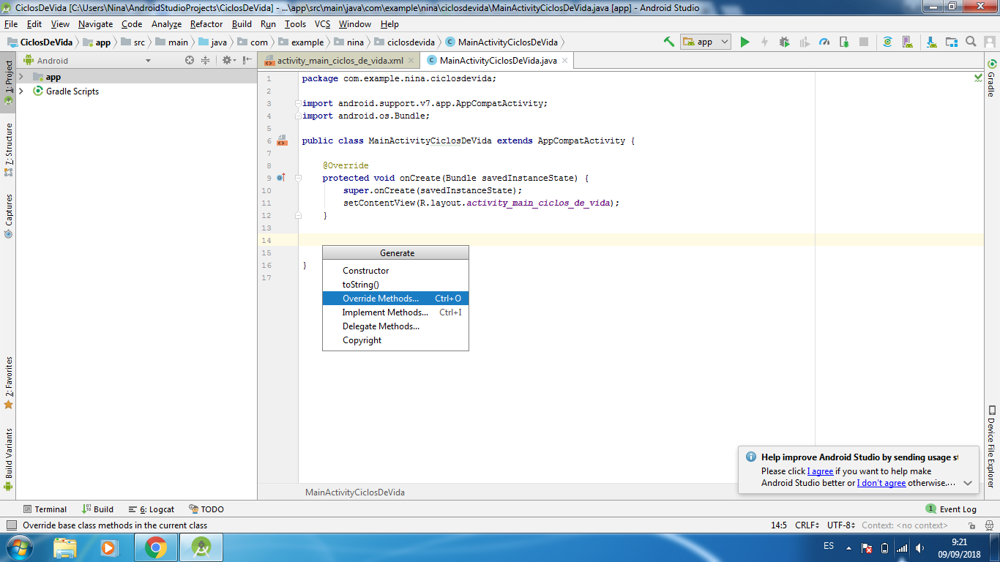 CiclosDeVida [C:\Users\Nina\AndroidStudioProjects\CiclosDeVida] - ...\app\src\main\java\com\example\nina\ciclosdevida\MainActivityCiclosDeVida.java [app] - Android Studio
File Edit View Navigate Code Analyze Refactor Build Run Tools VCS Window Help
CiclosDeVida app src main java com example nina ciclosdevida MainActivityCiclosDeVida app
Android
activity_main_ciclos_de_vida.xml MainActivityCiclosDeVida.java
app
Gradle Scripts
1: Project
7: Structure
Captures
2: Favorites
Build Variants
1 package com.example.nina.ciclosdevida;
2
3 import android.support.v7.app.AppCompatActivity;
4 import android.os.Bundle;
5
6 public class MainActivityCiclosDeVida extends AppCompatActivity {
7
8 @Override
9 protected void onCreate(Bundle savedInstanceState) {
10 super.onCreate(savedInstanceState);
11 setContentView(R.layout.activity_main_ciclos_de_vida);
12 }
13
14
15
16 }
17
Generate
Constructor
toString()
Override Methods... Ctrl+O
Implement Methods... Ctrl+I
Delegate Methods...
Copyright
Gradle
Device File Explorer
Help improve Android Studio by sending usage st
Please click I agree if you want to help make
Android Studio better or I don't agree otherwise....
MainActivityCiclosDeVida
Terminal Build 6: Logcat TODO 1 Event Log
Override base class methods in the current class 14:5 CRLF UTF-8 Context: <no context>
ES 9:21
09/09/2018